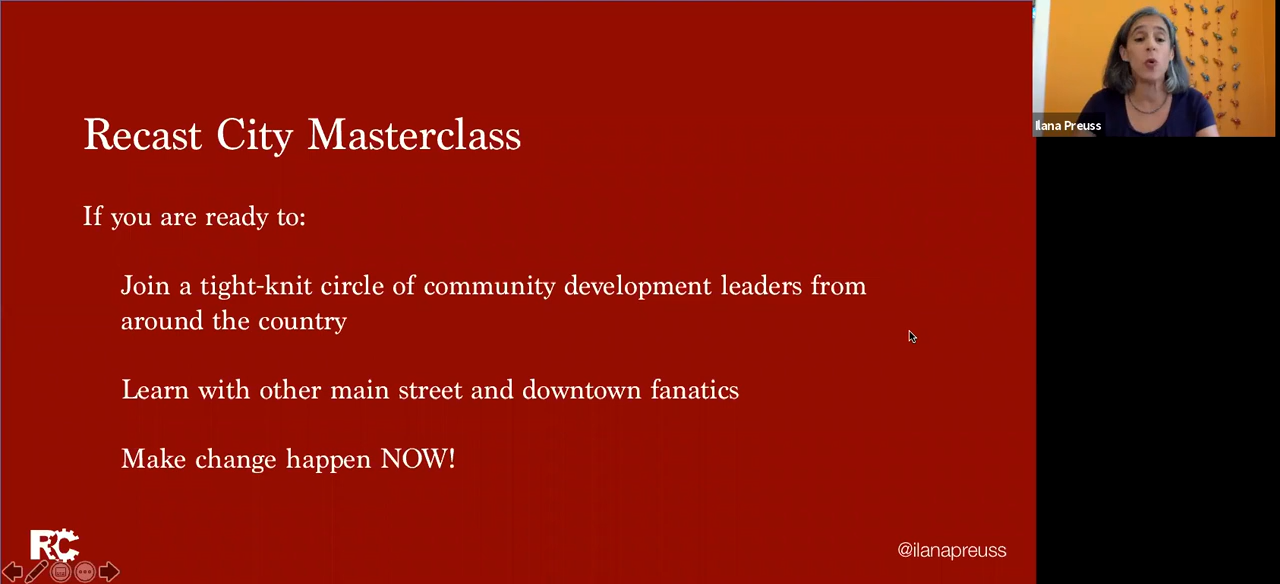 Recast City Masterclass
If you are ready to:
Join a tight-knit circle of community development leaders from
around the country
Learn with other main street and downtown fanatics
Make change happen NOW!
RC
@ilanapreuss
Ilana Preuss